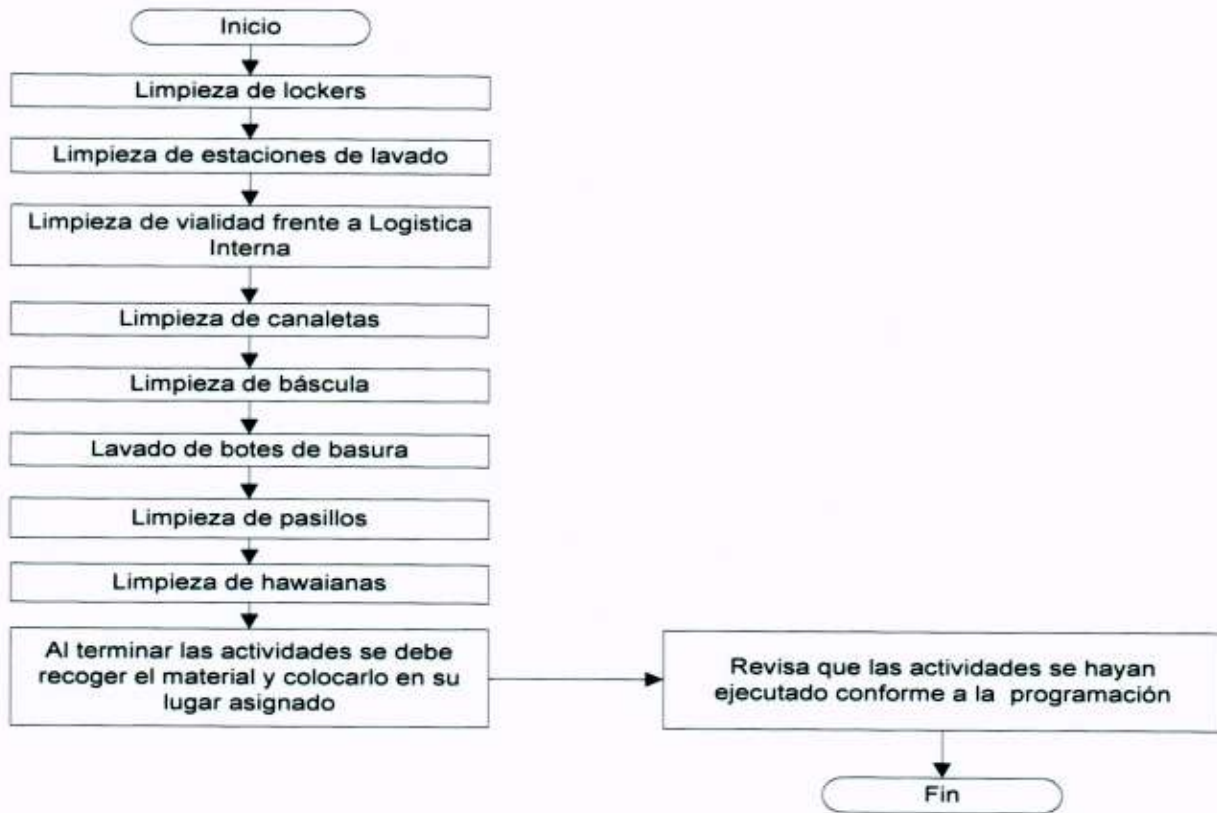 Inicio
Limpieza de lockers
Limpieza de estaciones de lavado
Limpieza de vialidad frente a Logistica
Interna
Limpieza de canaletas
Limpieza de báscula
Lavado de botes de basura
Limpieza de pasillos
Limpieza de hawaianas
Al terminar las actividades se debe
recoger el material y colocarlo en su
lugar asignado
Revisa que las actividades se hayan
ejecutado conforme a la programación
Fin